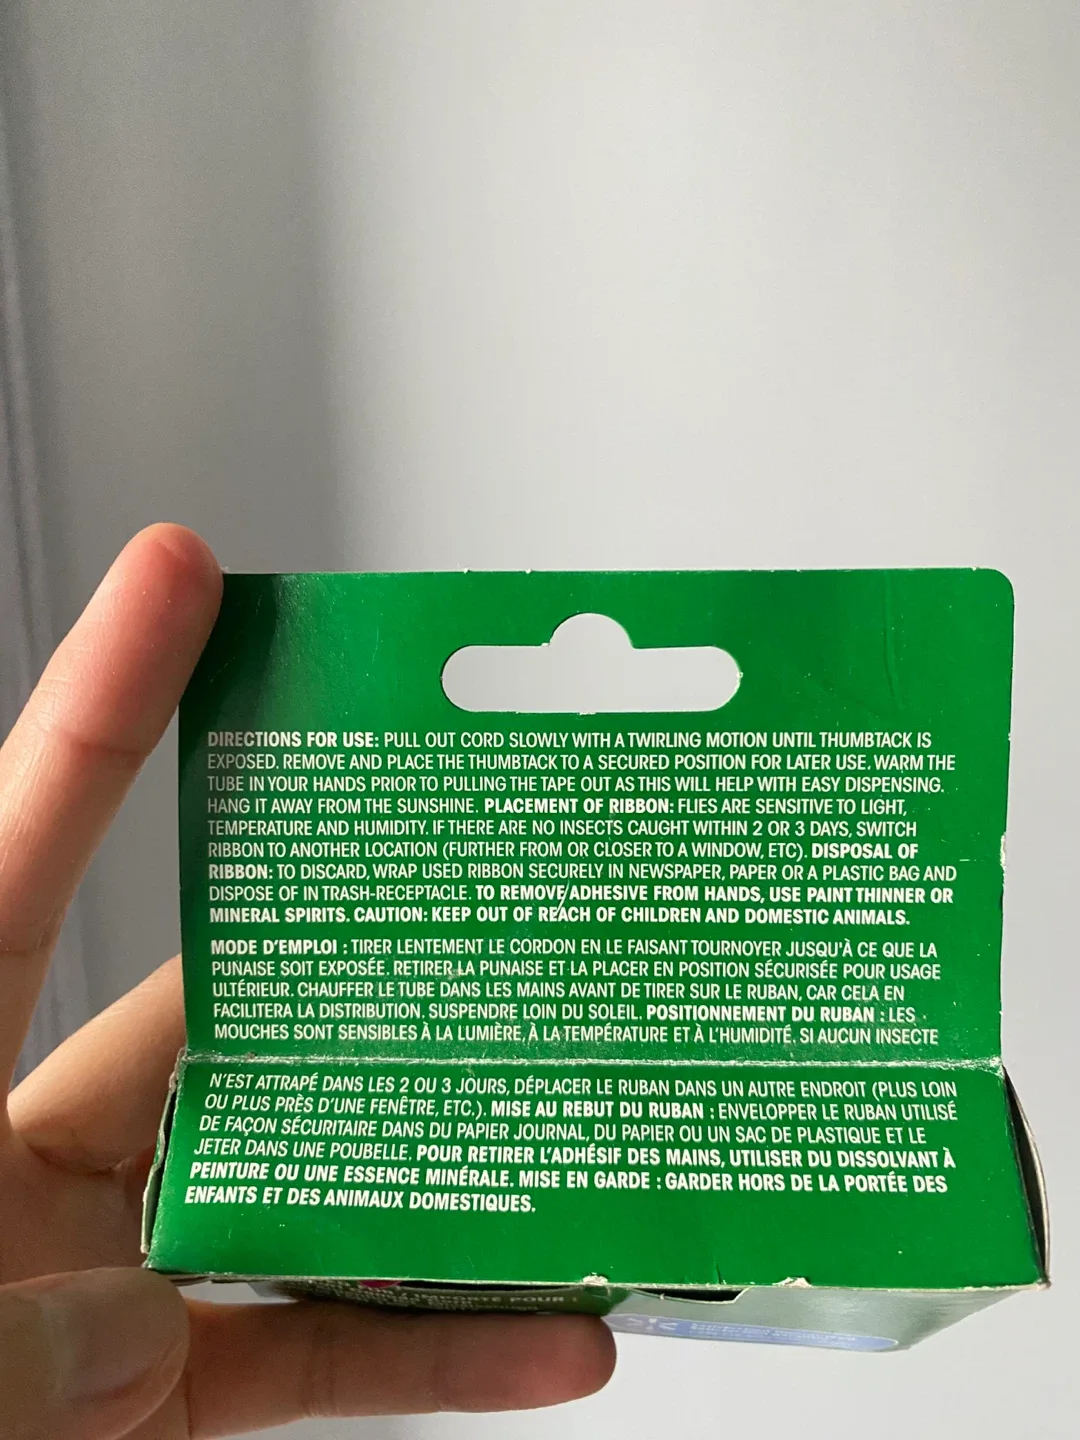 DIRECTIONS FOR USE: PULL OUT CORD SLOWLY WITH A TWIRLING MOTION UNTIL THUMBTACK IS
EXPOSED. REMOVE AND PLACE THE THUMBTACK TO A SECURED POSITION FOR LATER USE. WARM THE
TUBE IN YOUR HANDS PRIOR TO PULLING THE TAPE OUT AS THIS WILL HELP WITH EASY DISPENSING.
HANG IT AWAY FROM THE SUNSHINE. PLACEMENT OF RIBBON: FLIES ARE SENSITIVE TO LIGHT,
TEMPERATURE AND HUMIDITY. IF THERE ARE NO INSECTS CAUGHT WITHIN 2 OR 3 DAYS, SWITCH
RIBBON TO ANOTHER LOCATION (FURTHER FROM OR CLOSER TO A WINDOW, ETC). DISPOSAL OF
RIBBON: TO DISCARD, WRAP USED RIBBON SECURELY IN NEWSPAPER, PAPER OR A PLASTIC BAG AND
DISPOSE OF IN TRASH-RECEPTACLE. TO REMOVE ADHESIVE FROM HANDS, USE PAINT THINNER OR
MINERAL SPIRITS. CAUTION: KEEP OUT OF REACH OF CHILDREN AND DOMESTIC ANIMALS.
MODE D'EMPLOI : TIRER LENTEMENT LE CORDON EN LE FAISANT TOURNOYER JUSQU'À CE QUE LA
PUNAISE SOIT EXPOSÉE. RETIRER LA PUNAISE ET LA PLACER EN POSITION SÉCURISÉE POUR USAGE
ULTÉRIEUR. CHAUFFER LE TUBE DANS LES MAINS AVANT DE TIRER SUR LE RUBAN, CAR CELA EN
FACILITERA LA DISTRIBUTION. SUSPENDRE LOIN DU SOLEIL. POSITIONNEMENT DU RUBAN : LES
MOUCHES SONT SENSIBLES À LA LUMIÈRE, À LA TEMPÉRATURE ET À L'HUMIDITÉ. SI AUCUN INSECTE
N'EST ATTRAPÉ DANS LES 2 OU 3 JOURS, DÉPLACER LE RUBAN DANS UN AUTRE ENDROIT (PLUS LOIN
OU PLUS PRÈS D'UNE FENÊTRE, ETC.). MISE AU REBUT DU RUBAN : ENVELOPPER LE RUBAN UTILISÉ
DE FAÇON SÉCURITAIRE DANS DU PAPIER JOURNAL, DU PAPIER OU UN SAC DE PLASTIQUE ET LE
JETER DANS UNE POUBELLE. POUR RETIRER L'ADHÉSIF DES MAINS, UTILISER DU DISSOLVANT À
PEINTURE OU UNE ESSENCE MINÉRALE. MISE EN GARDE : GARDER HORS DE LA PORTÉE DES
ENFANTS ET DES ANIMAUX DOMESTIQUES.